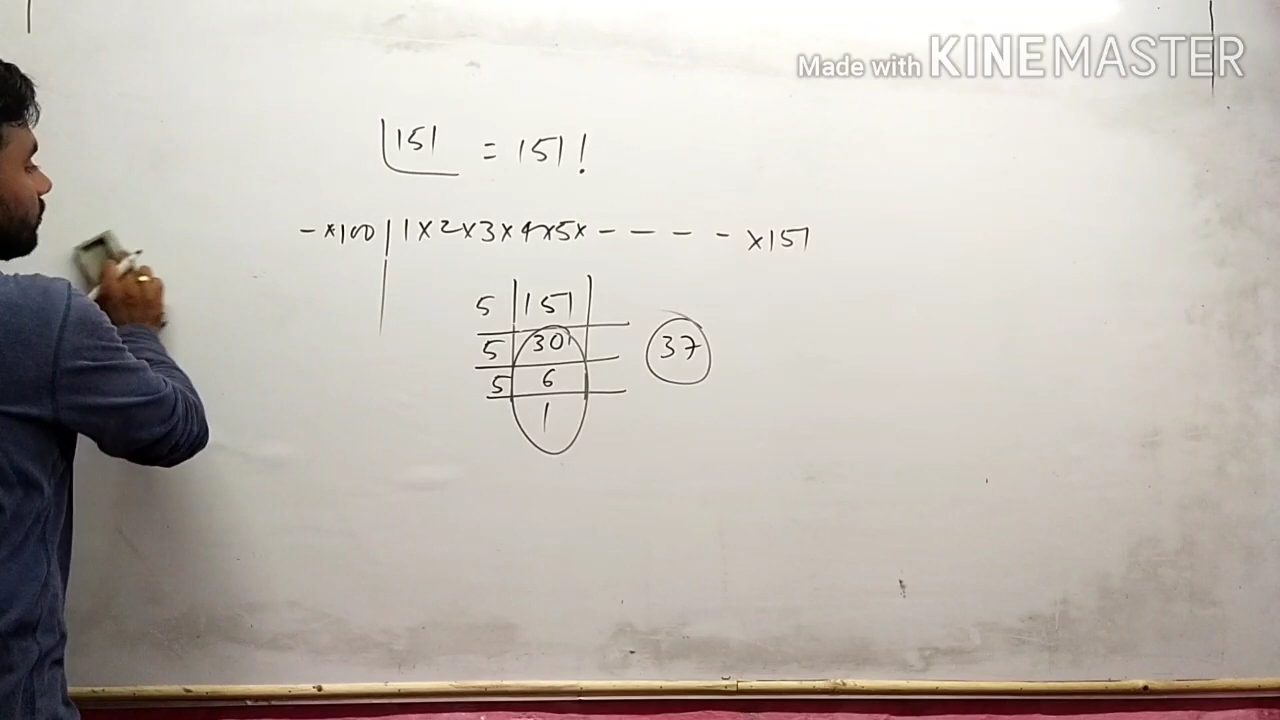 Made with KINEMASTER
151 = 151!
- ×100 | 1×2×3×4×5× - - - - ×151
5 | 151
5 | 30
5 | 6
1
37